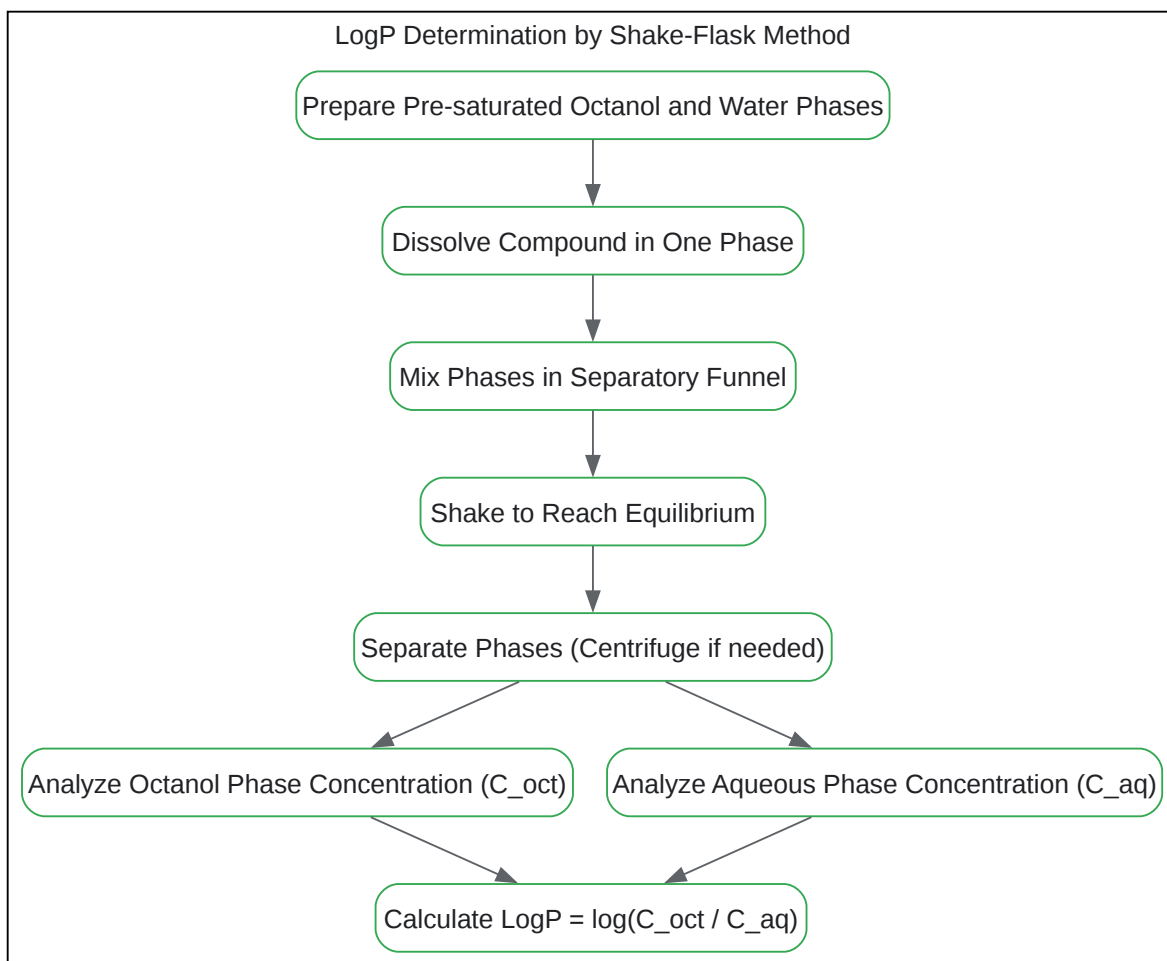 LogP Determination by Shake-Flask Method
Prepare Pre-saturated Octanol and Water Phases
Dissolve Compound in One Phase
Mix Phases in Separatory Funnel
Shake to Reach Equilibrium
Separate Phases (Centrifuge if needed)
Analyze Octanol Phase Concentration (C_oct)
Analyze Aqueous Phase Concentration (C_aq)
Calculate LogP = log(C_oct / C_aq)